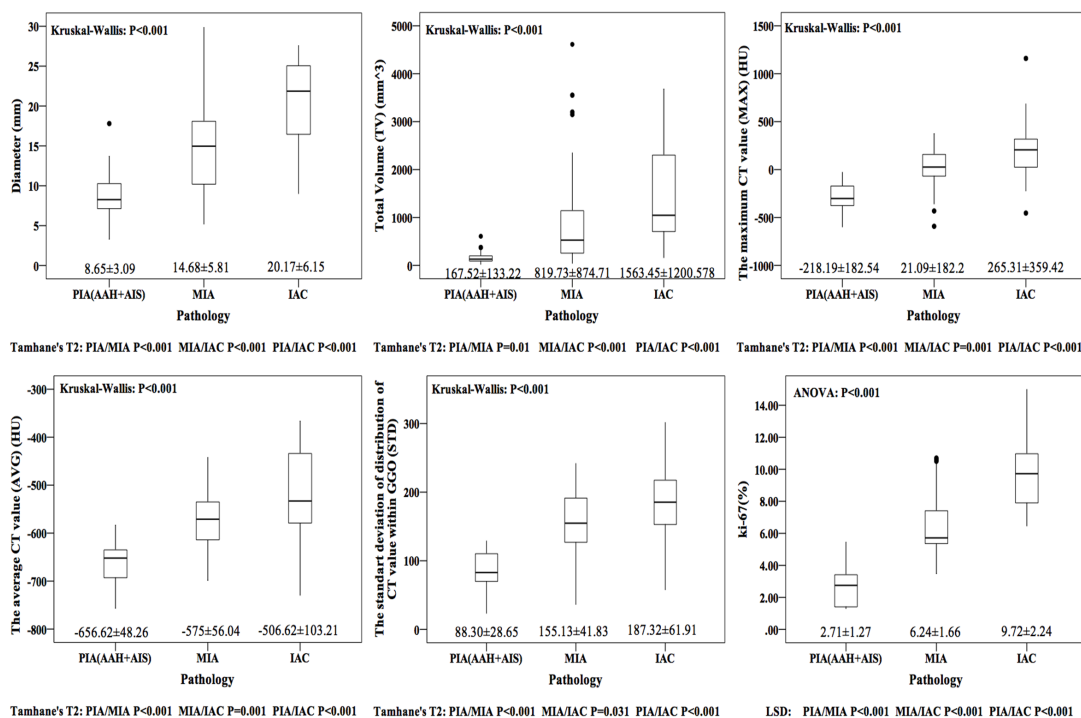 Kruskal-Wallis: P<0.001
Diameter (mm)
30
25
20
15
10
5
0
8.65±3.09 14.68±5.81 20.17±6.15
PIA(AAH+AIS) MIA IAC
Pathology
Tamhane's T2: PIA/MIA P<0.001 MIA/IAC P<0.001 PIA/IAC P<0.001
Kruskal-Wallis: P<0.001
Total Volume (TV) (mm^3)
5000
4000
3000
2000
1000
0
167.52±133.22 819.73±874.71 1563.45±1200.578
PIA(AAH+AIS) MIA IAC
Pathology
Tamhane's T2: PIA/MIA P=0.01 MIA/IAC P<0.001 PIA/IAC P<0.001
Kruskal-Wallis: P<0.001
The maximum CT value (MAX) (HU)
1000
500
0
-500
-1000
-218.19±182.54 21.09±182.2 265.31±359.42
PIA(AAH+AIS) MIA IAC
Pathology
Tamhane's T2: PIA/MIA P<0.001 MIA/IAC P=0.001 PIA/IAC P<0.001
Kruskal-Wallis: P<0.001
The average CT value (AVG) (HU)
-300
-400
-500
-600
-700
-800
-656.62±48.26 -575±56.04 -506.62±103.21
PIA(AAH+AIS) MIA IAC
Pathology
Tamhane's T2: PIA/MIA P<0.001 MIA/IAC P=0.001 PIA/IAC P<0.001
Kruskal-Wallis: P<0.001
The standart deviation of distribution of
CT value within GGO (STD)
300
200
100
0
88.30±28.65 155.13±41.83 187.32±61.91
PIA(AAH+AIS) MIA IAC
Pathology
Tamhane's T2: PIA/MIA P<0.001 MIA/IAC P=0.031 PIA/IAC P<0.001
ANOVA: P<0.001
ki-67(%)
14.00
12.00
10.00
8.00
6.00
4.00
2.00
.00
2.71±1.27 6.24±1.66 9.72±2.24
PIA(AAH+AIS) MIA IAC
Pathology
LSD: PIA/MIA P<0.001 MIA/IAC P<0.001 PIA/IAC P<0.001